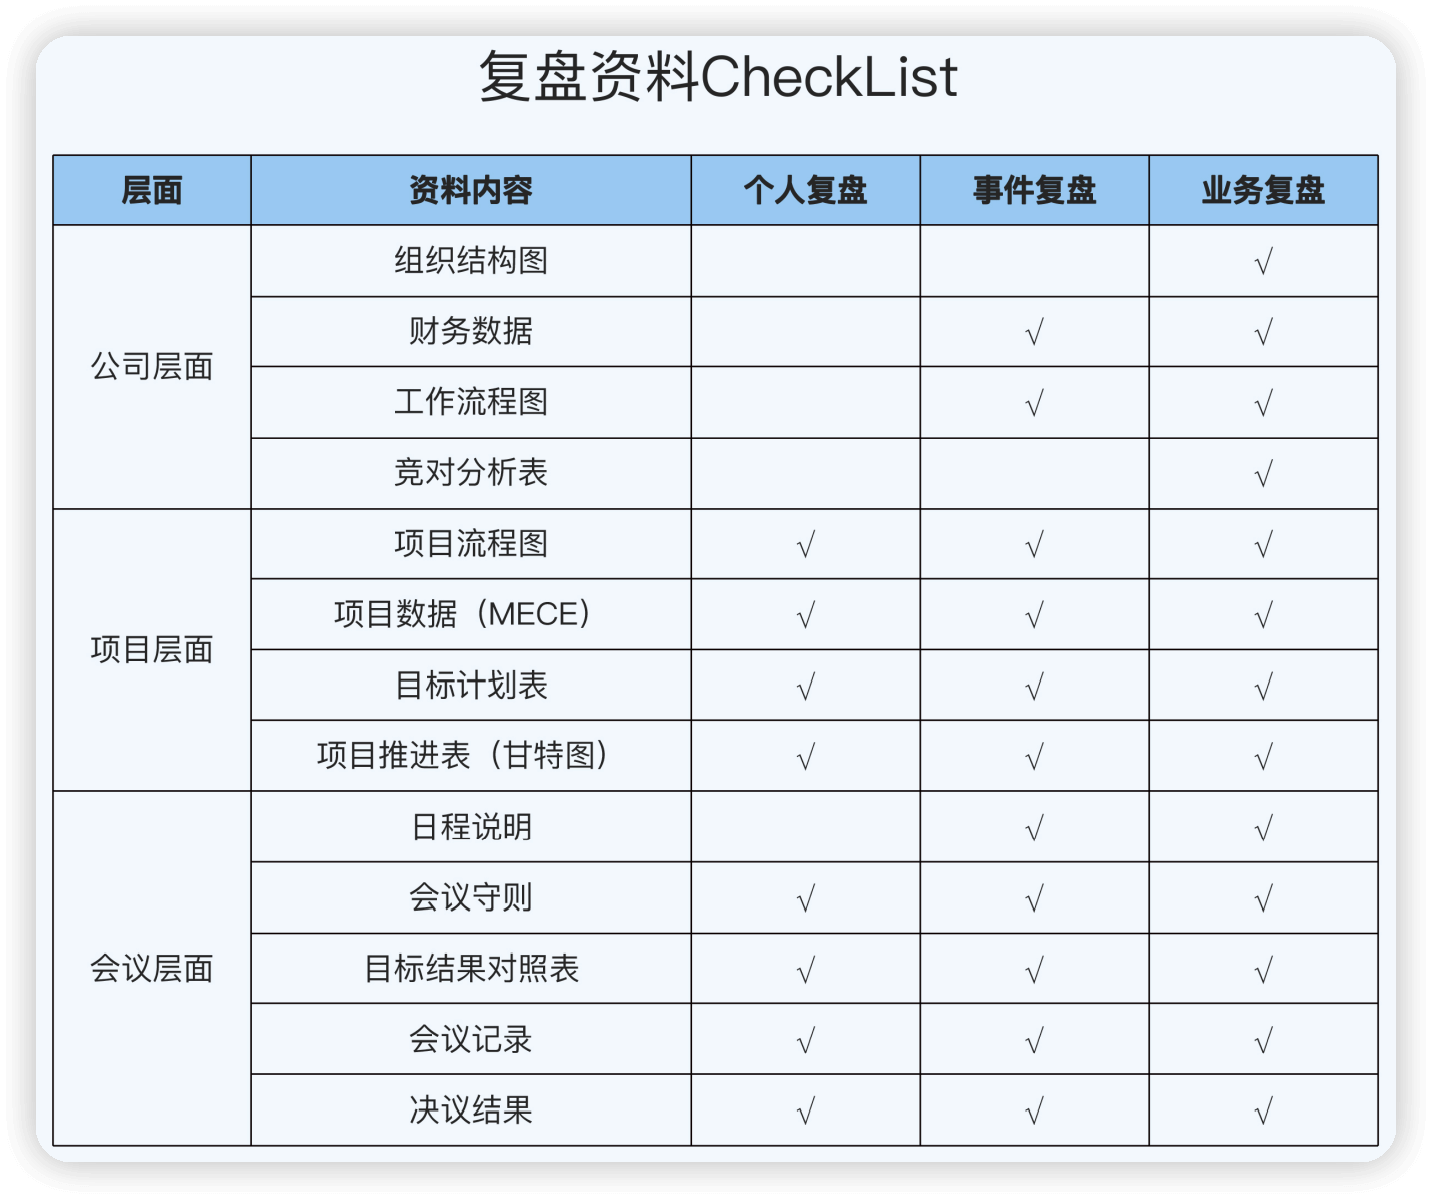 复盘资料CheckList
层面 资料内容 个人复盘 事件复盘 业务复盘
公司层面
组织结构图 √
财务数据 √ √
工作流程图 √ √
竞对分析表 √
项目层面
项目流程图 √ √ √
项目数据（MECE） √ √ √
目标计划表 √ √ √
项目推进表（甘特图） √ √ √
会议层面
日程说明 √ √
会议守则 √ √ √
目标结果对照表 √ √ √
会议记录 √ √ √
决议结果 √ √ √